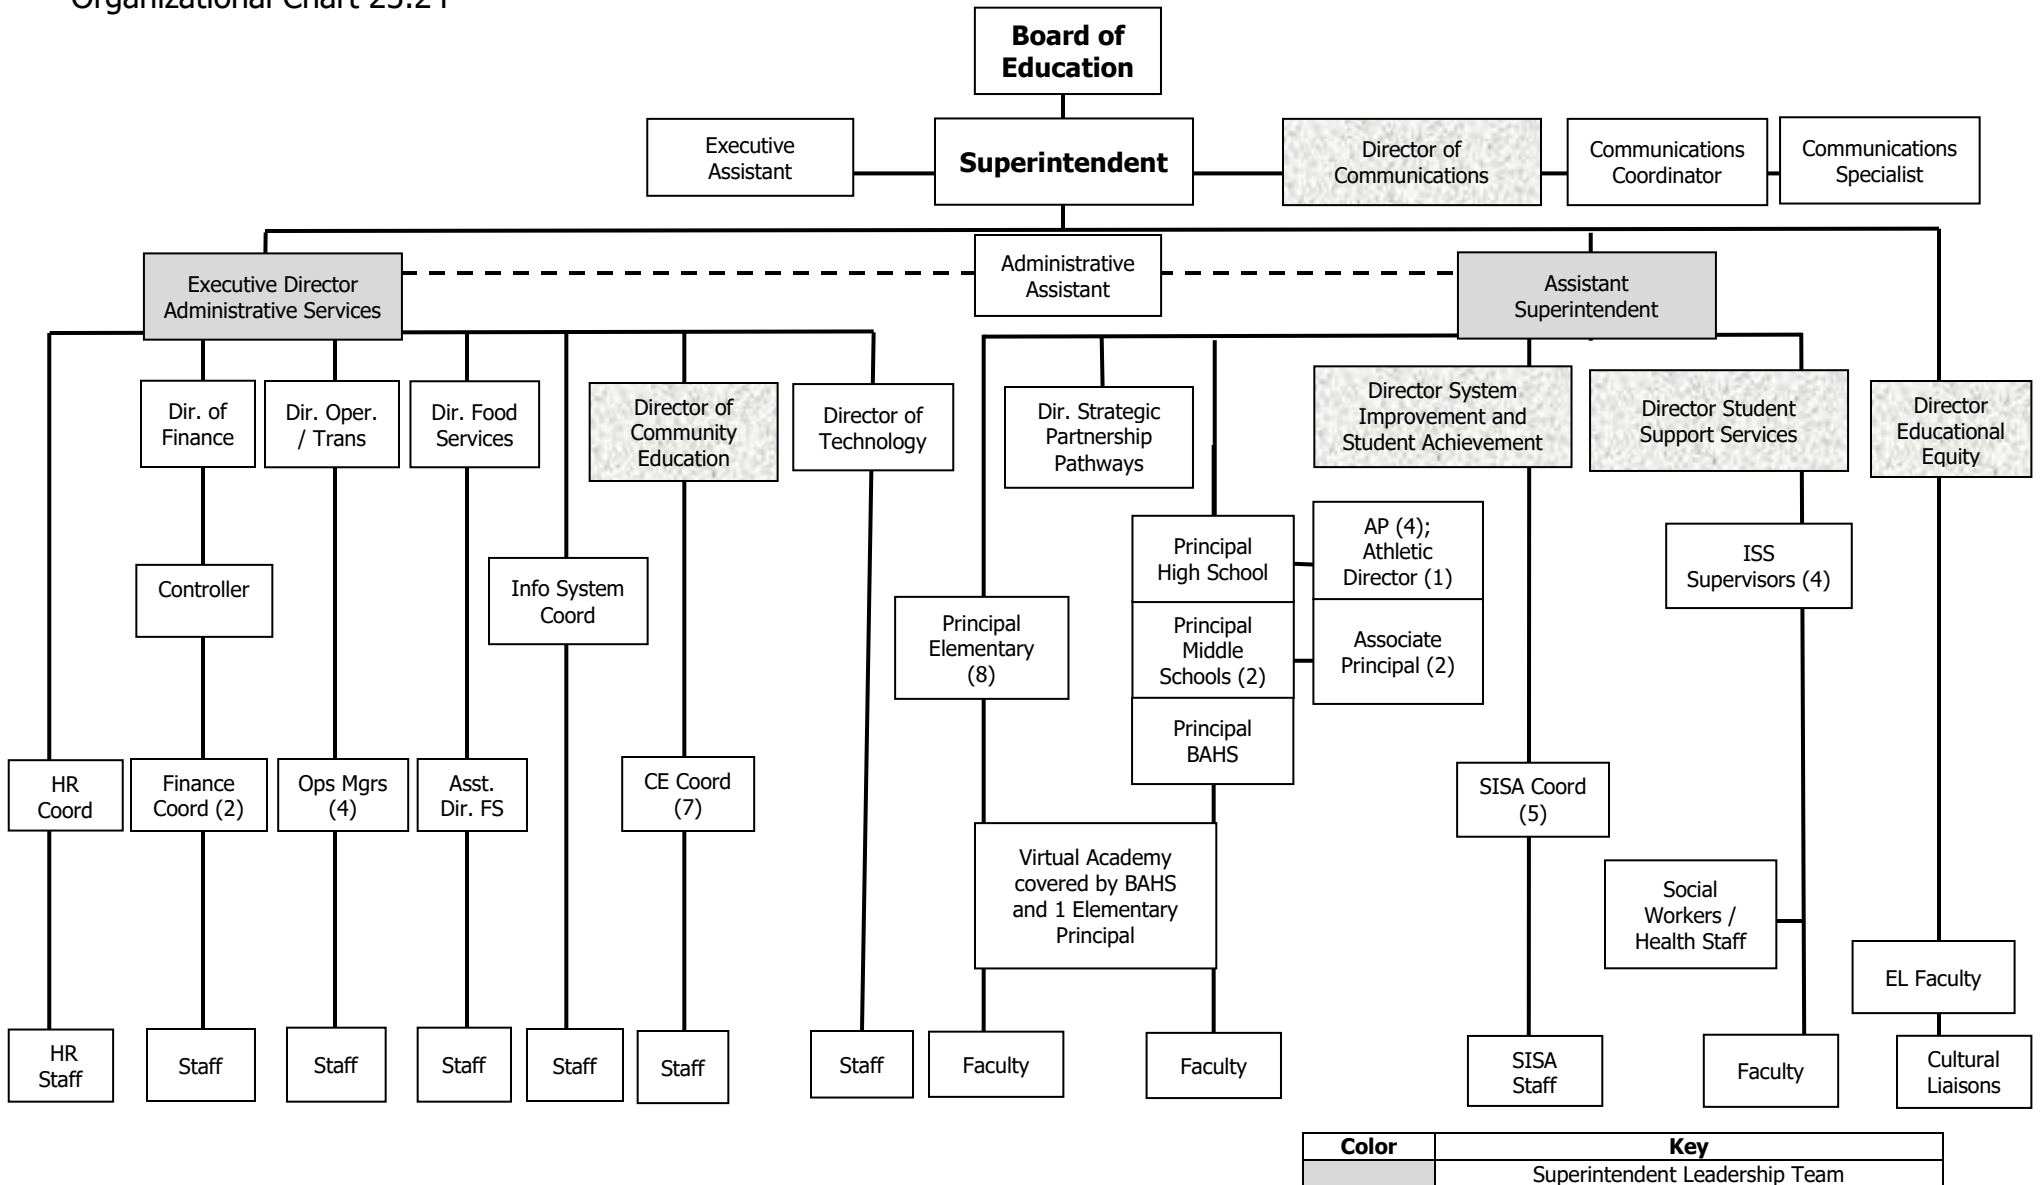 Organizational Chart 23.24
Board of
Education
Executive
Assistant
Superintendent
Director of
Communications
Communications
Coordinator
Communications
Specialist
Executive Director
Administrative Services
Administrative
Assistant
Assistant
Superintendent
Dir. of
Finance
Dir. Oper.
/ Trans
Dir. Food
Services
Director of
Community
Education
Director of
Technology
Dir. Strategic
Partnership
Pathways
Director System
Improvement and
Student Achievement
Director Student
Support Services
Director
Educational
Equity
Controller
Info System
Coord
Principal
Elementary
(8)
Principal
High School
AP (4);
Athletic
Director (1)
Principal
Middle
Schools (2)
Associate
Principal (2)
Principal
BAHS
ISS
Supervisors (4)
HR
Coord
Finance
Coord (2)
Ops Mgrs
(4)
Asst.
Dir. FS
CE Coord
(7)
SISA Coord
(5)
Virtual Academy
covered by BAHS
and 1 Elementary
Principal
Social
Workers /
Health Staff
EL Faculty
HR
Staff
Staff
Staff
Staff
Staff
Staff
Staff
Faculty
Faculty
SISA
Staff
Faculty
Cultural
Liaisons
Color Key
Superintendent Leadership Team